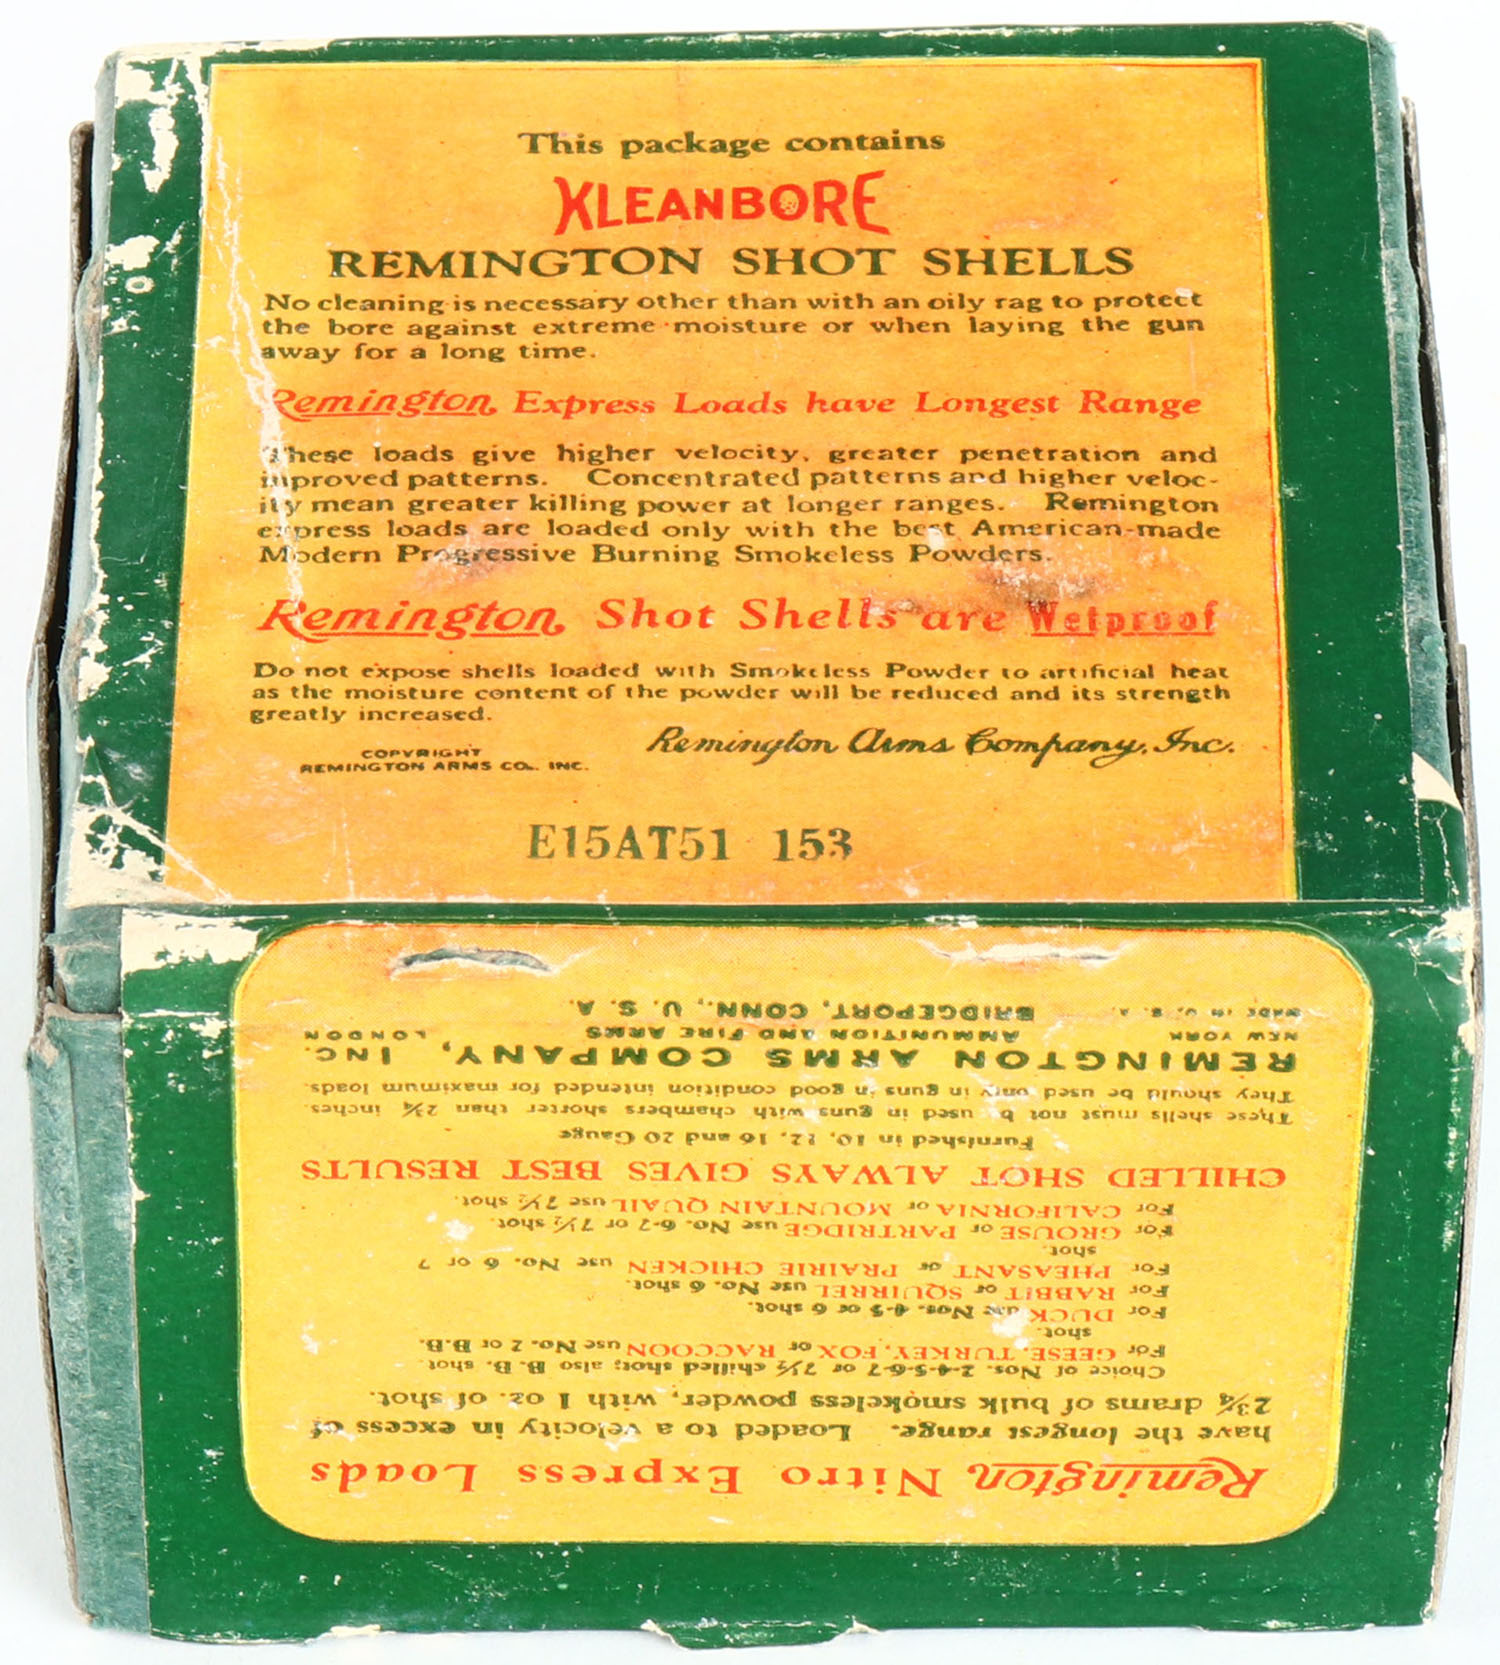 This package contains
KLEANBORE
REMINGTON SHOT SHELLS
No cleaning is necessary other than with an oily rag to protect
the bore against extreme moisture or when laying the gun
away for a long time.
Remington Express Loads have Longest Range
These loads give higher velocity, greater penetration and
improved patterns. Concentrated patterns and higher veloc-
ity mean greater killing power at longer ranges. Remington
express loads are loaded only with the best American-made
Modern Progressive Burning Smokeless Powders.
Remington Shot Shells are Wetproof
Do not expose shells loaded with Smokeless Powder to artificial heat
as the moisture content of the powder will be reduced and its strength
greatly increased.
Remington Arms Company, Inc.
COPYRIGHT
REMINGTON ARMS CO. INC.
E15AT51 153
Remington Nitro Express Loads
have the longest range. Loaded to a velocity in excess of
2¾ drams of bulk smokeless powder, with 1 oz. of shot.
Choice of Nos. 2-4-5-6-7 or 7½ chilled shot; also B. B. shot.
For GEESE, TURKEY, FOX or RACCOON use No. 2 or B.B.
shot.
For DUCK use Nos. 4-5 or 6 shot.
For RABBIT or SQUIRREL use No. 6 shot.
For PHEASANT or PRAIRIE CHICKEN use No. 6 or 7
shot.
For GROUSE or PARTRIDGE use No. 6-7 or 7½ shot.
For CALIFORNIA or MOUNTAIN QUAIL use 7½ shot.
CHILLED SHOT ALWAYS GIVES BEST RESULTS
Furnished in 10, 12, 16 and 20 Gauge
These shells must not be used in guns with chambers shorter than 2¾ inches.
They should be used only in guns in good condition intended for maximum loads.
REMINGTON ARMS COMPANY, INC.
NEW YORK AMMUNITION AND FIRE ARMS LONDON
MADE IN U. S. A. BRIDGEPORT, CONN., U. S. A.